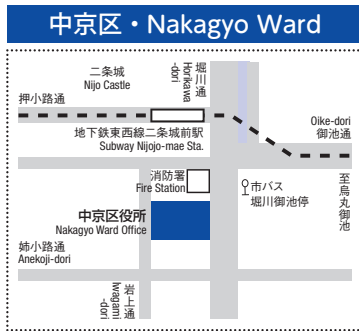 中京区・Nakagyo Ward
二条城
Nijo Castle
堀川通
Horikawa
-dori
押小路通
Oike-dori
御池通
地下鉄東西線二条城前駅
Subway Nijojo-mae Sta.
消防署
Fire Station
市バス
堀川御池停
至烏丸御池
中京区役所
Nakagyo Ward Office
姉小路通
Anekoji-dori
岩上通
Iwagami
-dori